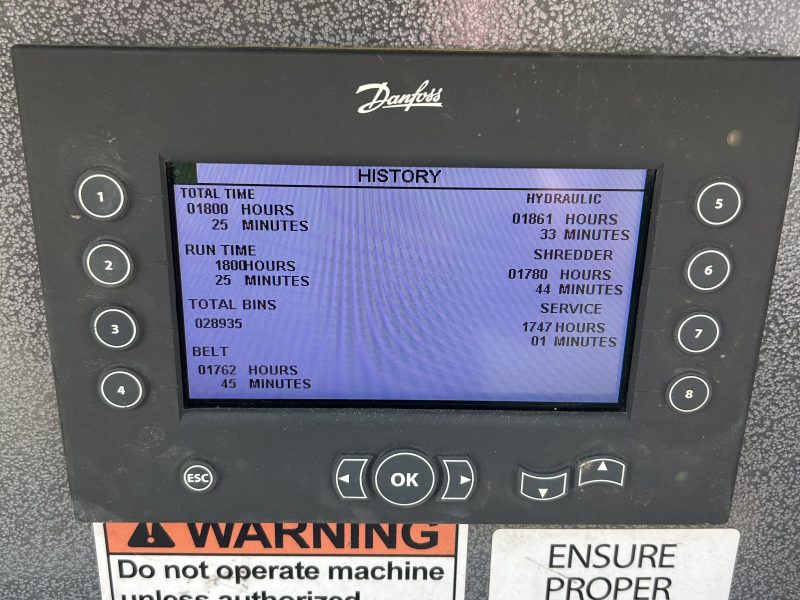 Danfoss
HISTORY
TOTAL TIME
01800 HOURS
25 MINUTES
RUN TIME
1800HOURS
25 MINUTES
TOTAL BINS
028935
BELT
01762 HOURS
45 MINUTES
HYDRAULIC
01861 HOURS
33 MINUTES
SHREDDER
01780 HOURS
44 MINUTES
SERVICE
1747 HOURS
01 MINUTES
1
2
3
4
5
6
7
8
ESC
OK
WARNING
Do not operate machine
unless authorized
ENSURE
PROPER